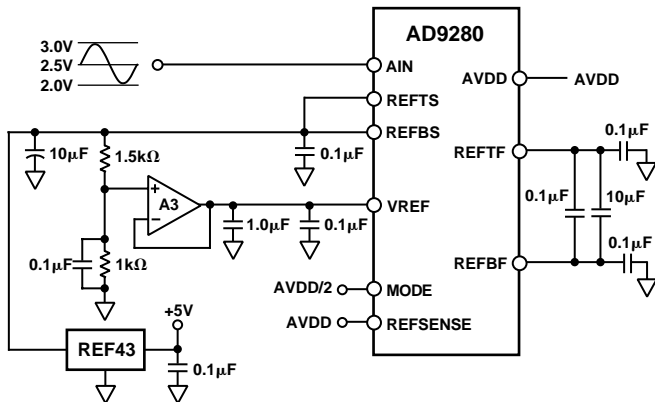 3.0V
2.5V
2.0V
AD9280
AIN
AVDD
AVDD
REFTS
REFBS
10µF
1.5kΩ
0.1µF
REFTF
0.1µF
A3
+
–
1.0µF
0.1µF
VREF
0.1µF
10µF
0.1µF
1kΩ
0.1µF
REFBF
AVDD/2
MODE
AVDD
REFSENSE
+5V
REF43
0.1µF